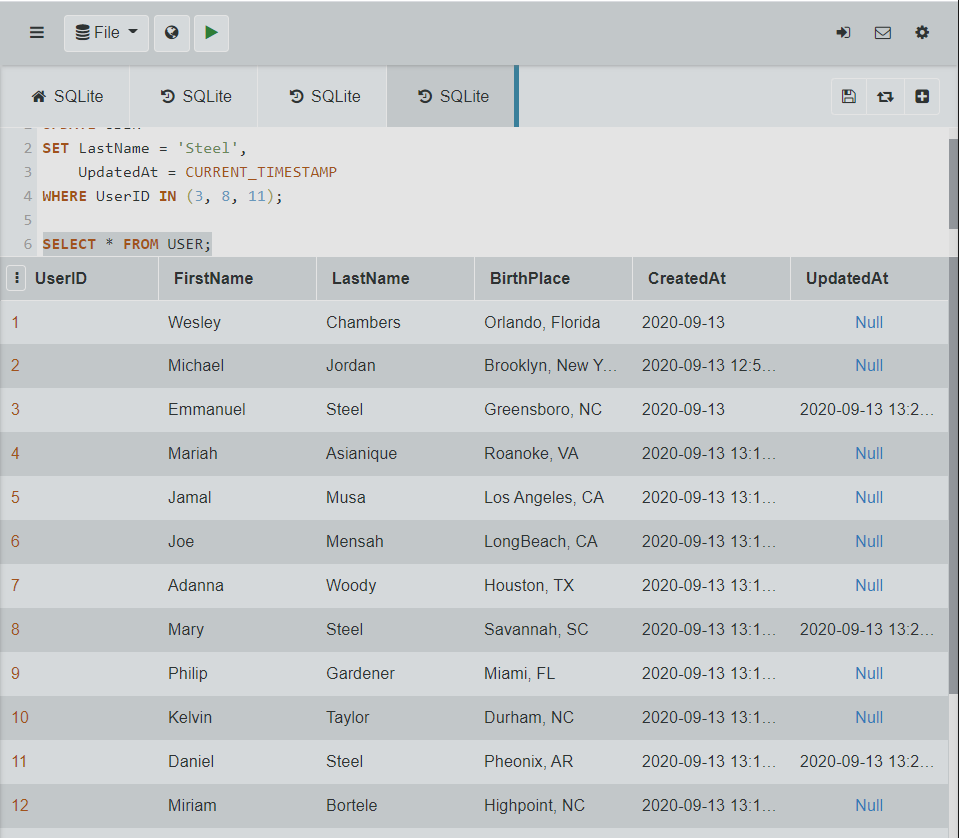 File
SQLite SQLite SQLite SQLite
2 SET LastName = 'Steel',
3 UpdatedAt = CURRENT_TIMESTAMP
4 WHERE UserID IN (3, 8, 11);
5
6 SELECT * FROM USER;
UserID FirstName LastName BirthPlace CreatedAt UpdatedAt
1 Wesley Chambers Orlando, Florida 2020-09-13 Null
2 Michael Jordan Brooklyn, New Y... 2020-09-13 12:5... Null
3 Emmanuel Steel Greensboro, NC 2020-09-13 2020-09-13 13:2...
4 Mariah Asianique Roanoke, VA 2020-09-13 13:1... Null
5 Jamal Musa Los Angeles, CA 2020-09-13 13:1... Null
6 Joe Mensah LongBeach, CA 2020-09-13 13:1... Null
7 Adanna Woody Houston, TX 2020-09-13 13:1... Null
8 Mary Steel Savannah, SC 2020-09-13 13:1... 2020-09-13 13:2...
9 Philip Gardener Miami, FL 2020-09-13 13:1... Null
10 Kelvin Taylor Durham, NC 2020-09-13 13:1... Null
11 Daniel Steel Pheonix, AR 2020-09-13 13:1... 2020-09-13 13:2...
12 Miriam Bortele Highpoint, NC 2020-09-13 13:1... Null